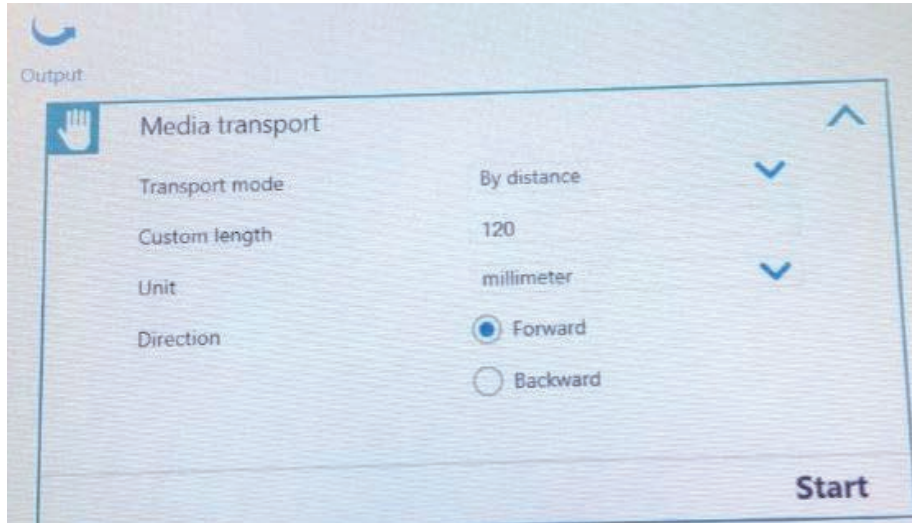 Output
Media transport
Transport mode By distance
Custom length 120
Unit millimeter
Direction Forward
Backward
Start